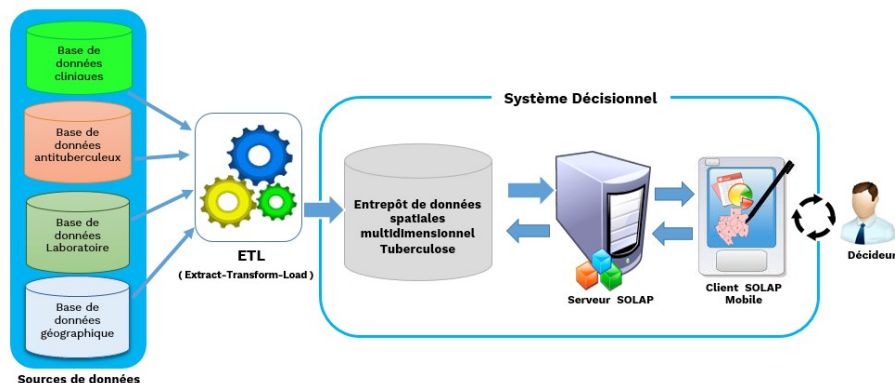 Base de
données
cliniques
Base de
données
antituberculeux
Base de
données
Laboratoire
Base de
données
géographique
Sources de données
ETL
( Extract-Transform-Load )
Système Décisionnel
Entrepôt de données
spatiales
multidimensionnel
Tuberculose
Serveur SOLAP
Client SOLAP
Mobile
Décideur